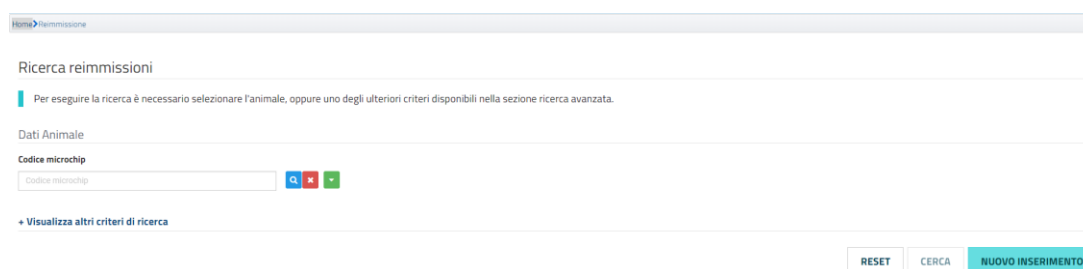 Home>Reimmissione
Ricerca reimmissioni
Per eseguire la ricerca è necessario selezionare l'animale, oppure uno degli ulteriori criteri disponibili nella sezione ricerca avanzata.
Dati Animale
Codice microchip
Codice microchip
+ Visualizza altri criteri di ricerca
RESET CERCA NUOVO INSERIMENTO